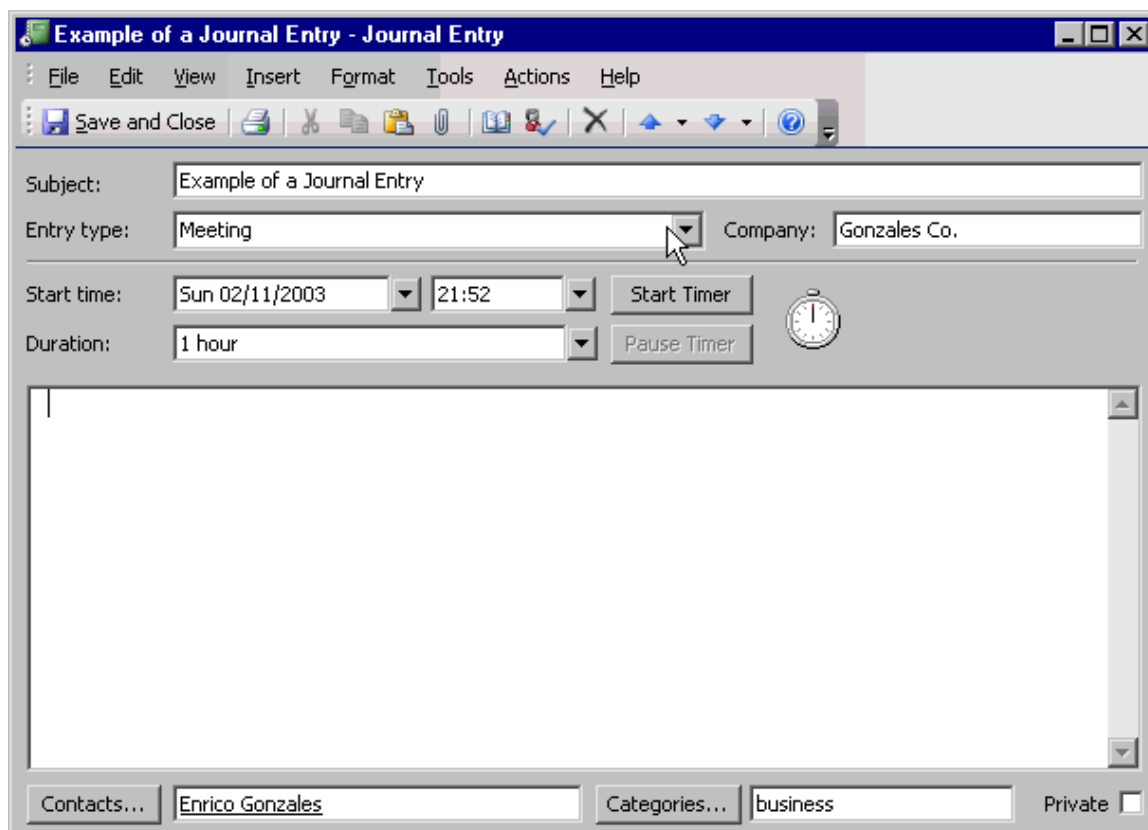 Example of a Journal Entry - Journal Entry
File Edit View Insert Format Tools Actions Help
Save and Close
Subject: Example of a Journal Entry
Entry type: Meeting Company: Gonzales Co.
Start time: Sun 02/11/2003 21:52 Start Timer
Duration: 1 hour Pause Timer
Contacts... Enrico Gonzales Categories... business Private